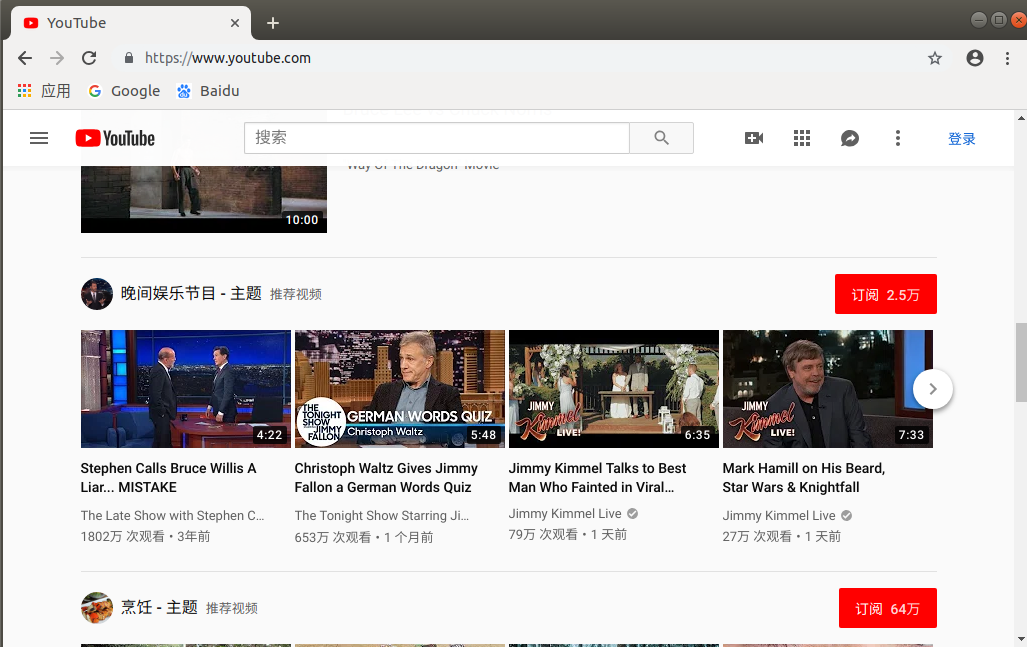 YouTube
https://www.youtube.com
应用
Google
Baidu
YouTube
搜索
登录
Way Of The Dragon Movie
10:00
晚间娱乐节目 - 主题 推荐视频
订阅 2.5万
4:22
THE TONIGHT SHOW JIMMY FALLON
GERMAN WORDS QUIZ
Christoph Waltz
5:48
JIMMY Kimmel LIVE!
6:35
JIMMY Kimmel LIVE!
7:33
Stephen Calls Bruce Willis A
Liar... MISTAKE
The Late Show with Stephen C...
1802万 次观看 • 3年前
Christoph Waltz Gives Jimmy
Fallon a German Words Quiz
The Tonight Show Starring Ji...
653万 次观看 • 1 个月前
Jimmy Kimmel Talks to Best
Man Who Fainted in Viral...
Jimmy Kimmel Live
79万 次观看 • 1 天前
Mark Hamill on His Beard,
Star Wars & Knightfall
Jimmy Kimmel Live
27万 次观看 • 1 天前
烹饪 - 主题 推荐视频
订阅 64万